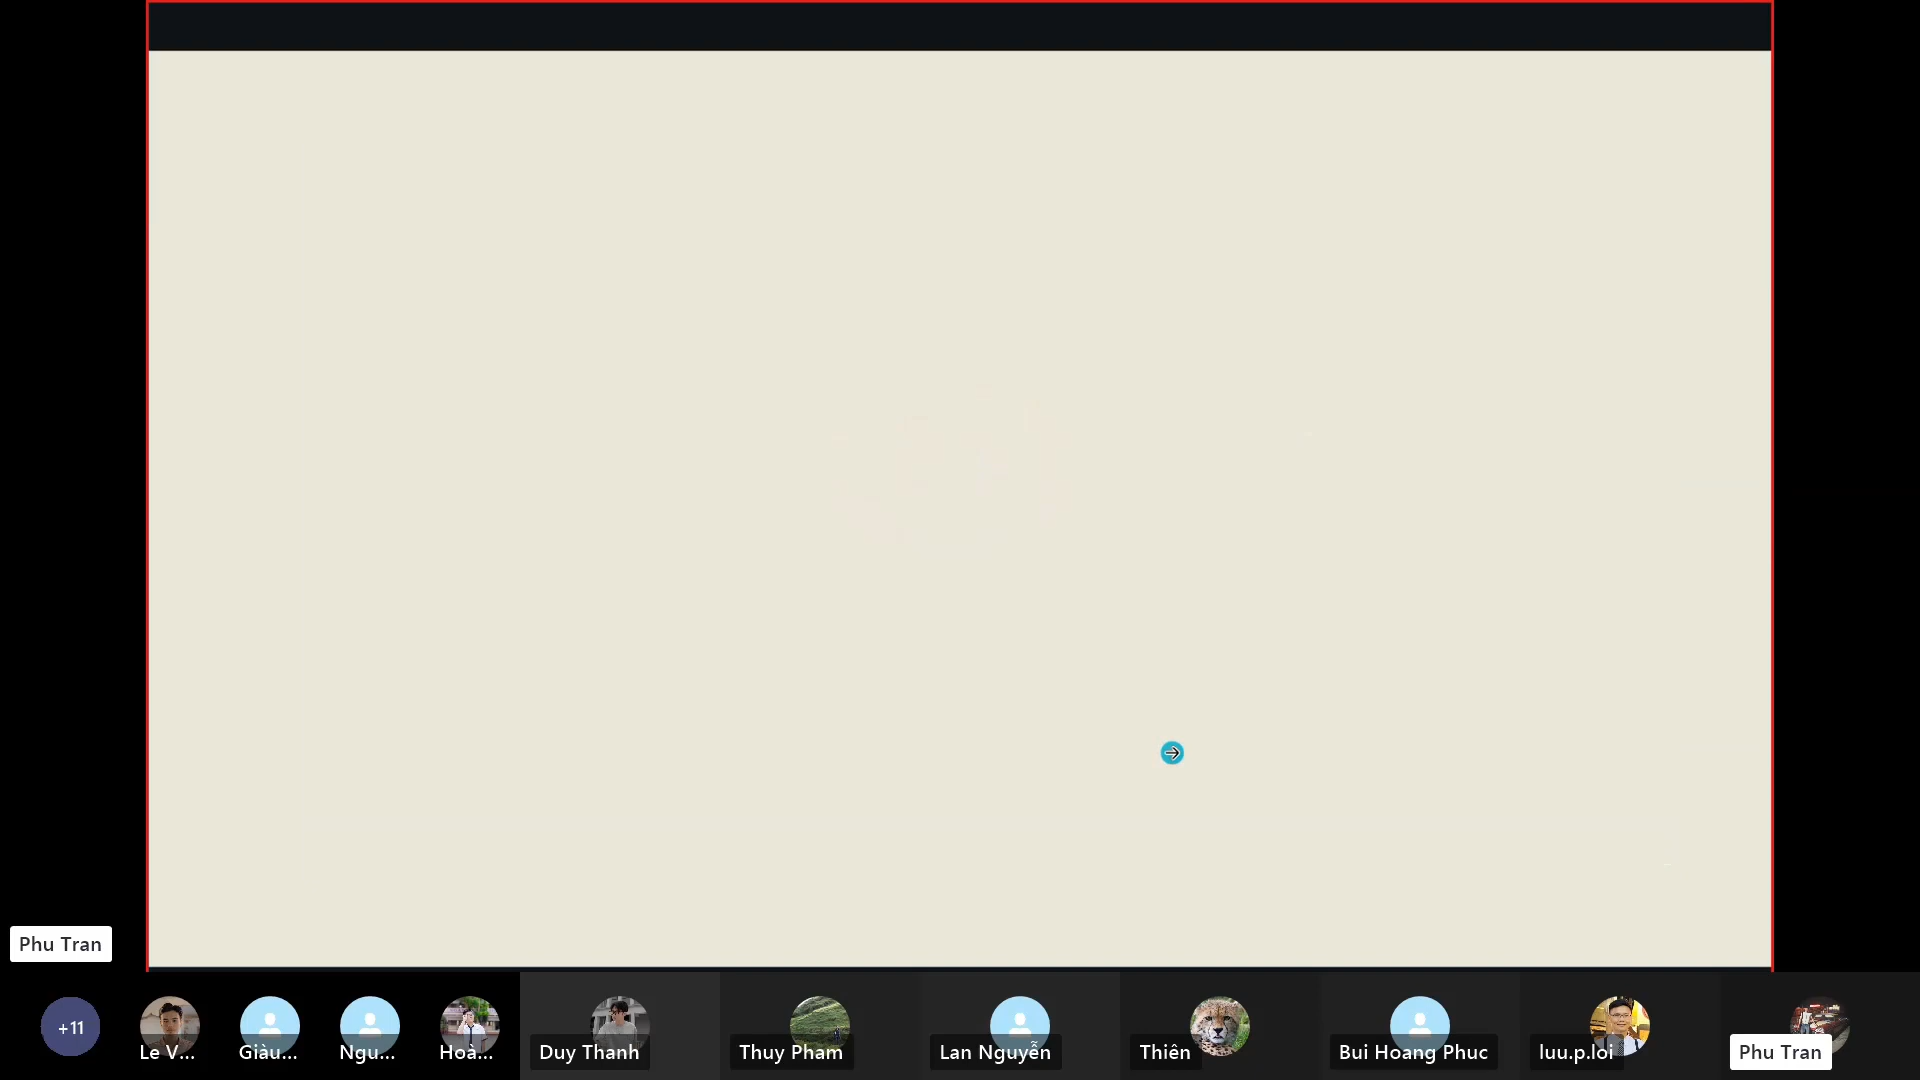 Phu Tran
+11
Le V...
Giàu...
Ngu...
Hoà...
Duy Thanh
Thuy Pham
Lan Nguyễn
Thiên
Bui Hoang Phuc
luu.p.loi
Phu Tran